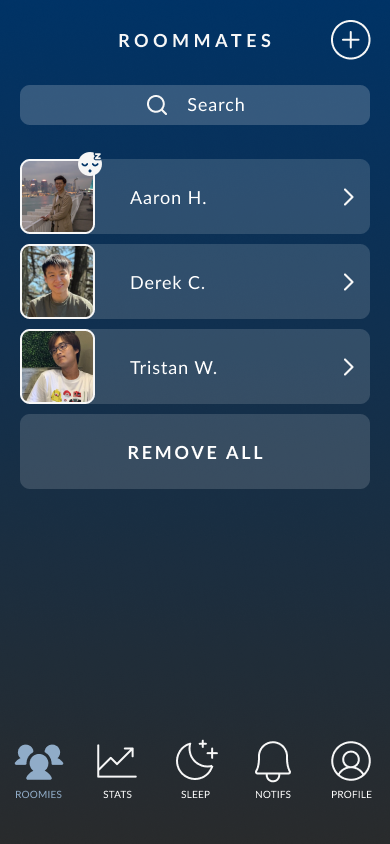 ROOMMATES
Search
Aaron H.
Derek C.
Tristan W.
REMOVE ALL
ROOMIES
STATS
SLEEP
NOTIFS
PROFILE